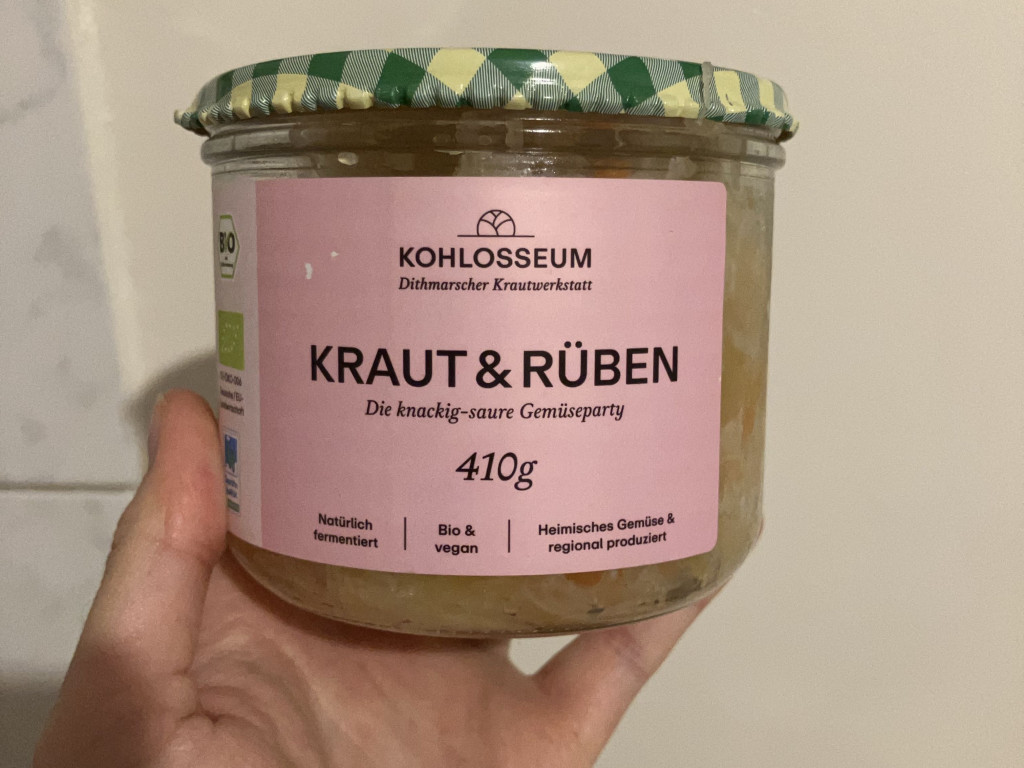 KOHLOSSEUM
Dithmarscher Krautwerkstatt
KRAUT & RÜBEN
Die knackig-saure Gemüseparty
410g
Natürlich
fermentiert
Bio &
vegan
Heimisches Gemüse &
regional produziert
BIO